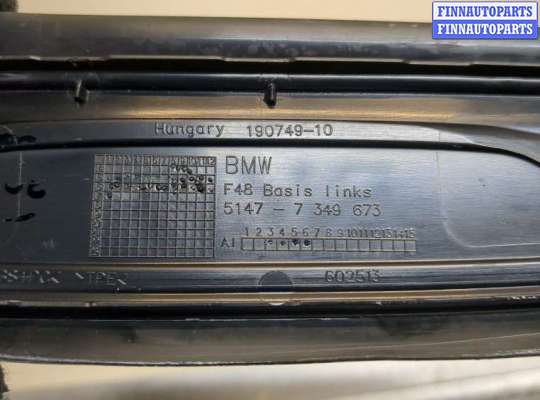 FINNAUTOPARTS
FINNAUTOPARTS
Hungary 190749-10
BMW
F48 Basis links
5147 - 7 349 673
1 2 3 4 5 6 7 8 9 10 11 12 13 14 15
AI
>TPE<
602513